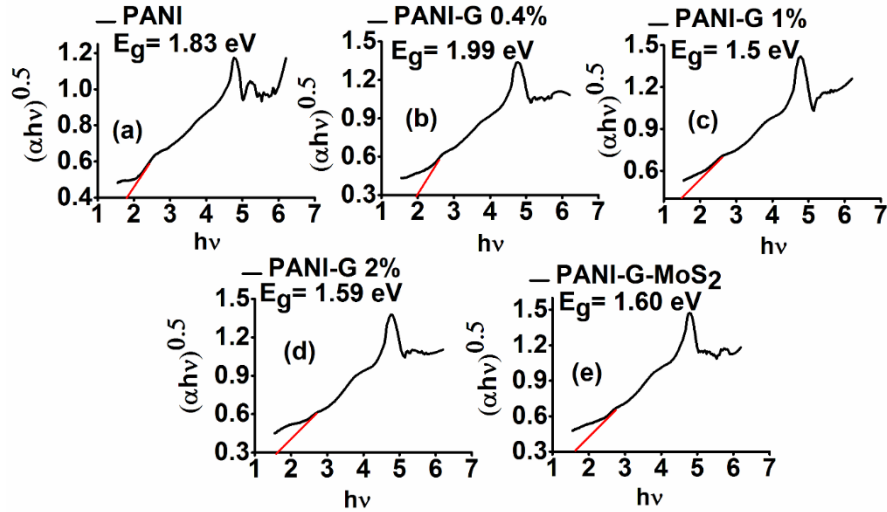 PANI
E_g= 1.83 eV
(a)
(αhν)^0.5
1.2
1.0
0.8
0.6
0.4
1 2 3 4 5 6 7
hν
PANI-G 0.4%
E_g= 1.99 eV
(b)
(αhν)^0.5
1.5
1.2
0.9
0.6
0.3
1 2 3 4 5 6 7
hν
PANI-G 1%
E_g= 1.5 eV
(c)
(αhν)^0.5
1.5
1.2
0.9
0.6
1 2 3 4 5 6 7
hν
PANI-G 2%
E_g= 1.59 eV
(d)
(αhν)^0.5
1.5
1.2
0.9
0.6
0.3
1 2 3 4 5 6 7
hν
PANI-G-MoS₂
E_g= 1.60 eV
(e)
(αhν)^0.5
1.5
1.2
0.9
0.6
0.3
1 2 3 4 5 6 7
hν